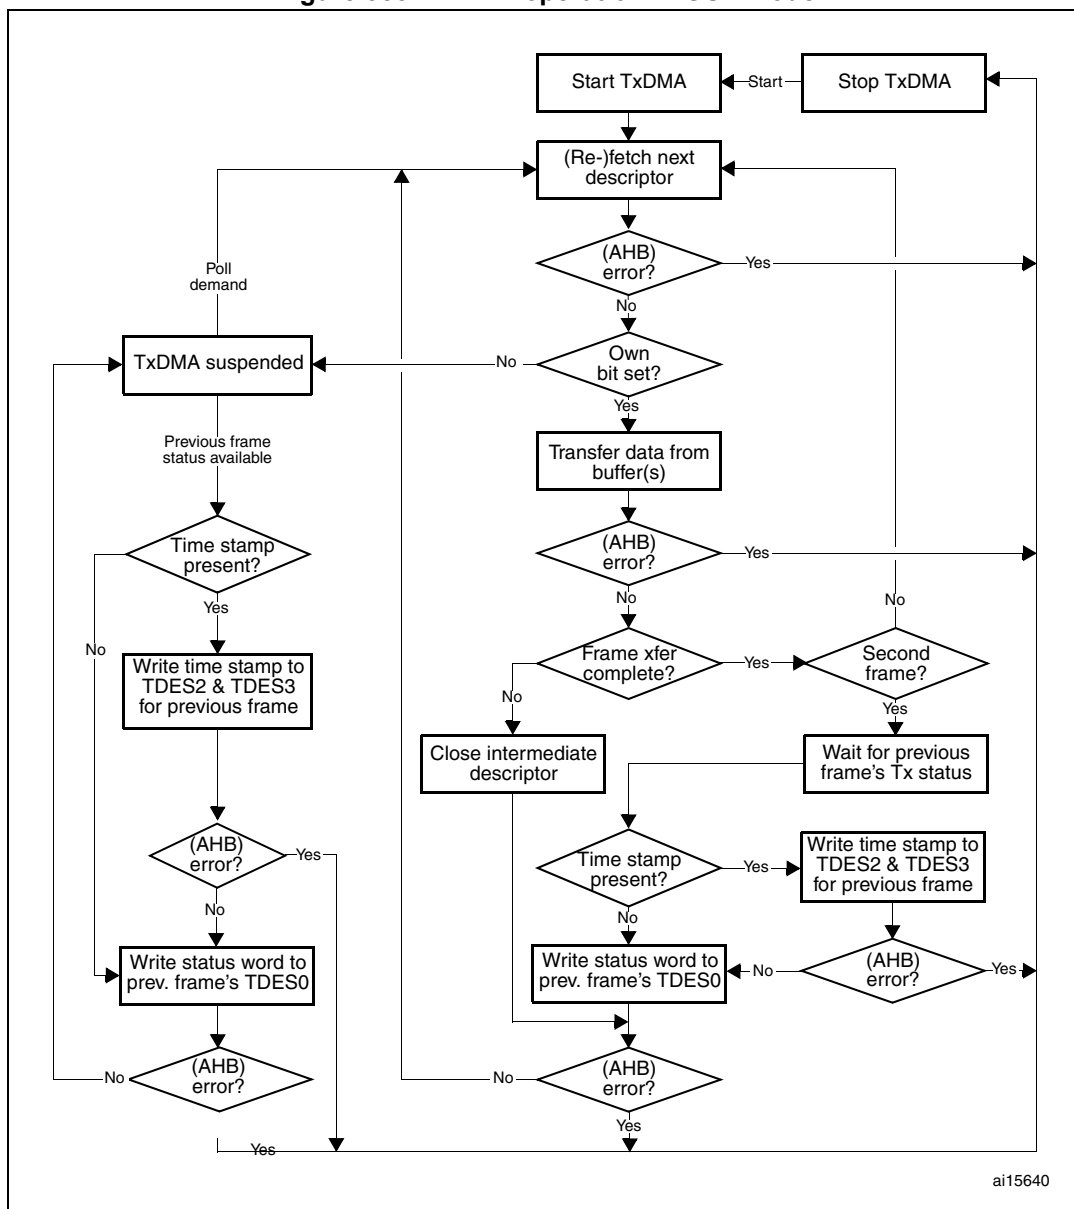 Start TxDMA
Start
Stop TxDMA
(Re-)fetch next
descriptor
(AHB)
error?
Yes
Poll
demand
No
TxDMA suspended
No
Own
bit set?
Yes
Previous frame
status available
Transfer data from
buffer(s)
Time stamp
present?
(AHB)
error?
Yes
Yes
No
No
No
Write time stamp to
TDES2 & TDES3
for previous frame
Frame xfer
complete?
Yes
Second
frame?
No
Yes
Close intermediate
descriptor
Wait for previous
frame's Tx status
(AHB)
error?
Yes
Time stamp
present?
Yes
Write time stamp to
TDES2 & TDES3
for previous frame
No
No
Write status word to
prev. frame's TDES0
Write status word to
prev. frame's TDES0
No
(AHB)
error?
Yes
No
(AHB)
error?
No
(AHB)
error?
Yes
Yes
ai15640